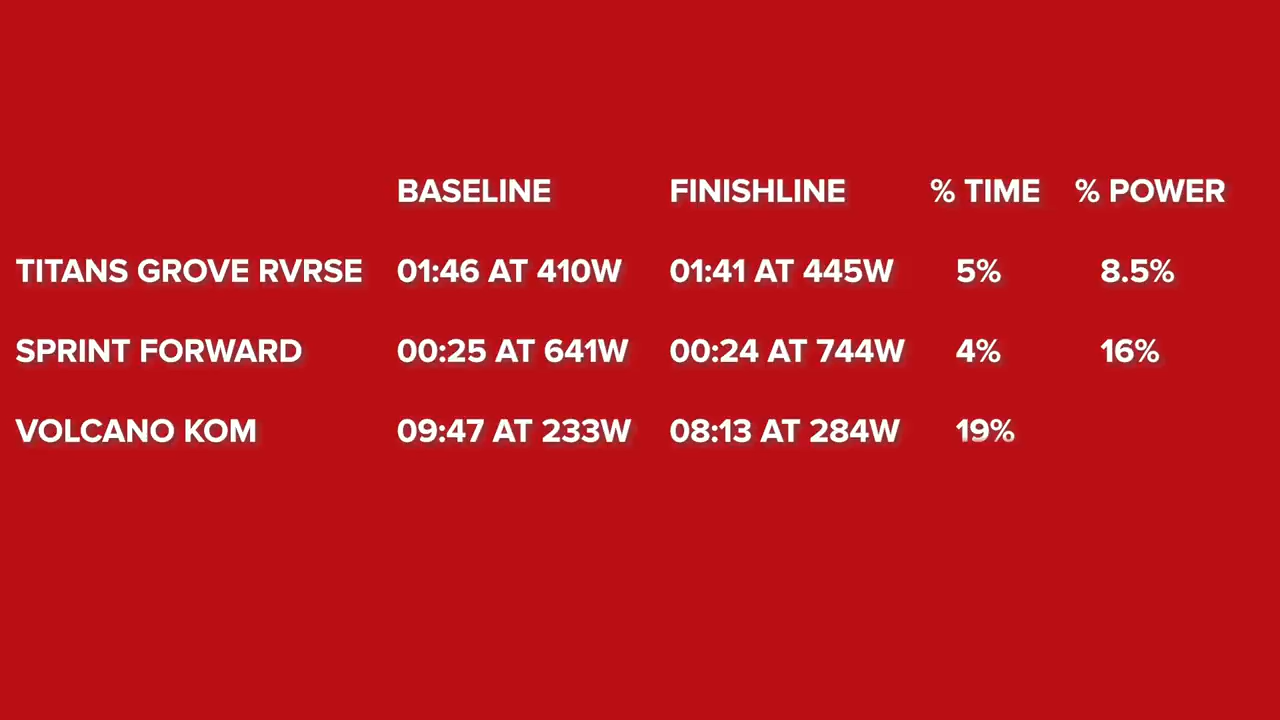 BASELINE FINISHLINE % TIME % POWER
TITANS GROVE RVRSE 01:46 AT 410W 01:41 AT 445W 5% 8.5%
SPRINT FORWARD 00:25 AT 641W 00:24 AT 744W 4% 16%
VOLCANO KOM 09:47 AT 233W 08:13 AT 284W 19%